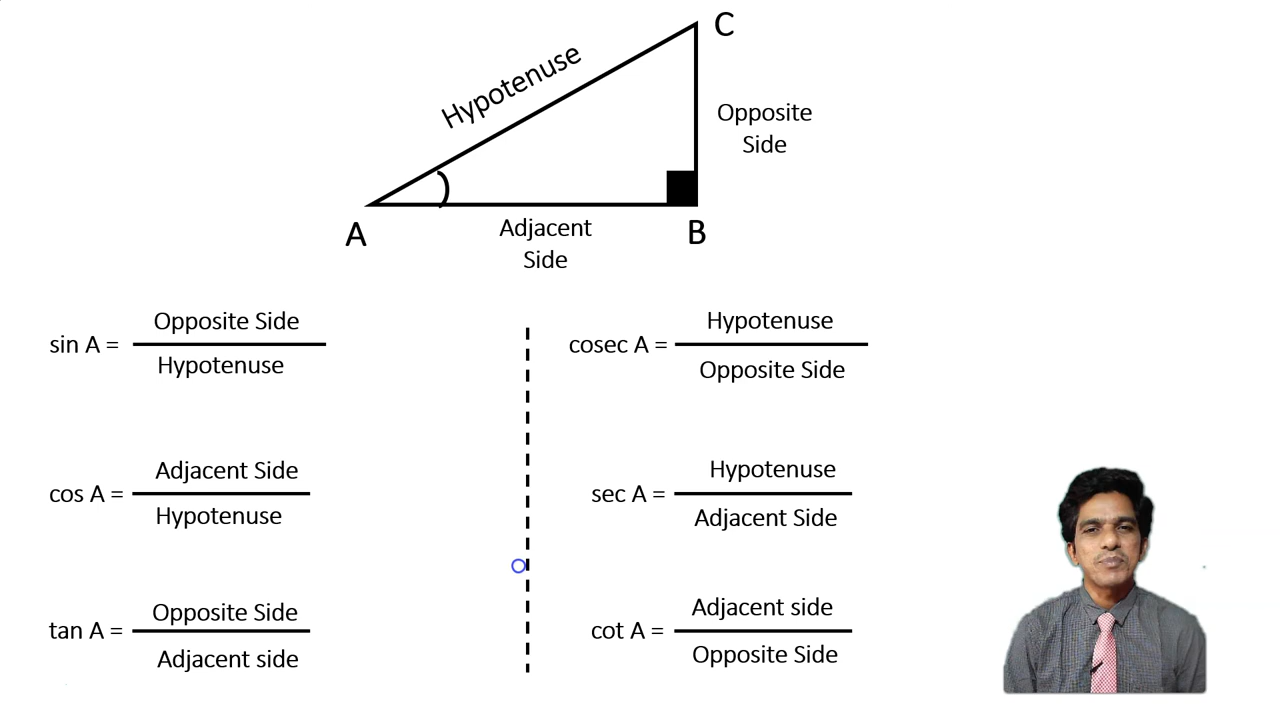 C
Hypotenuse
Opposite
Side
A
Adjacent
Side
B
sin A =
Opposite Side
Hypotenuse
cosec A =
Hypotenuse
Opposite Side
cos A =
Adjacent Side
Hypotenuse
sec A =
Hypotenuse
Adjacent Side
tan A =
Opposite Side
Adjacent side
cot A =
Adjacent side
Opposite Side